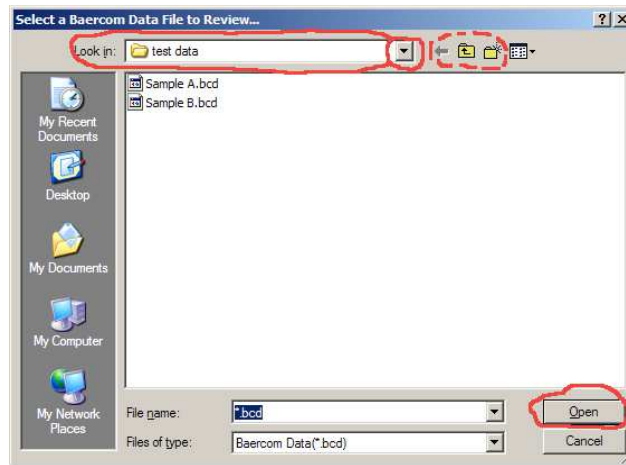 Select a Baercom Data File to Review...
Look in: test data
Sample A.bcd
Sample B.bcd
My Recent
Documents
Desktop
My Documents
My Computer
My Network
Places
File name: *.bcd
Open
Files of type: Baercom Data(*.bcd)
Cancel